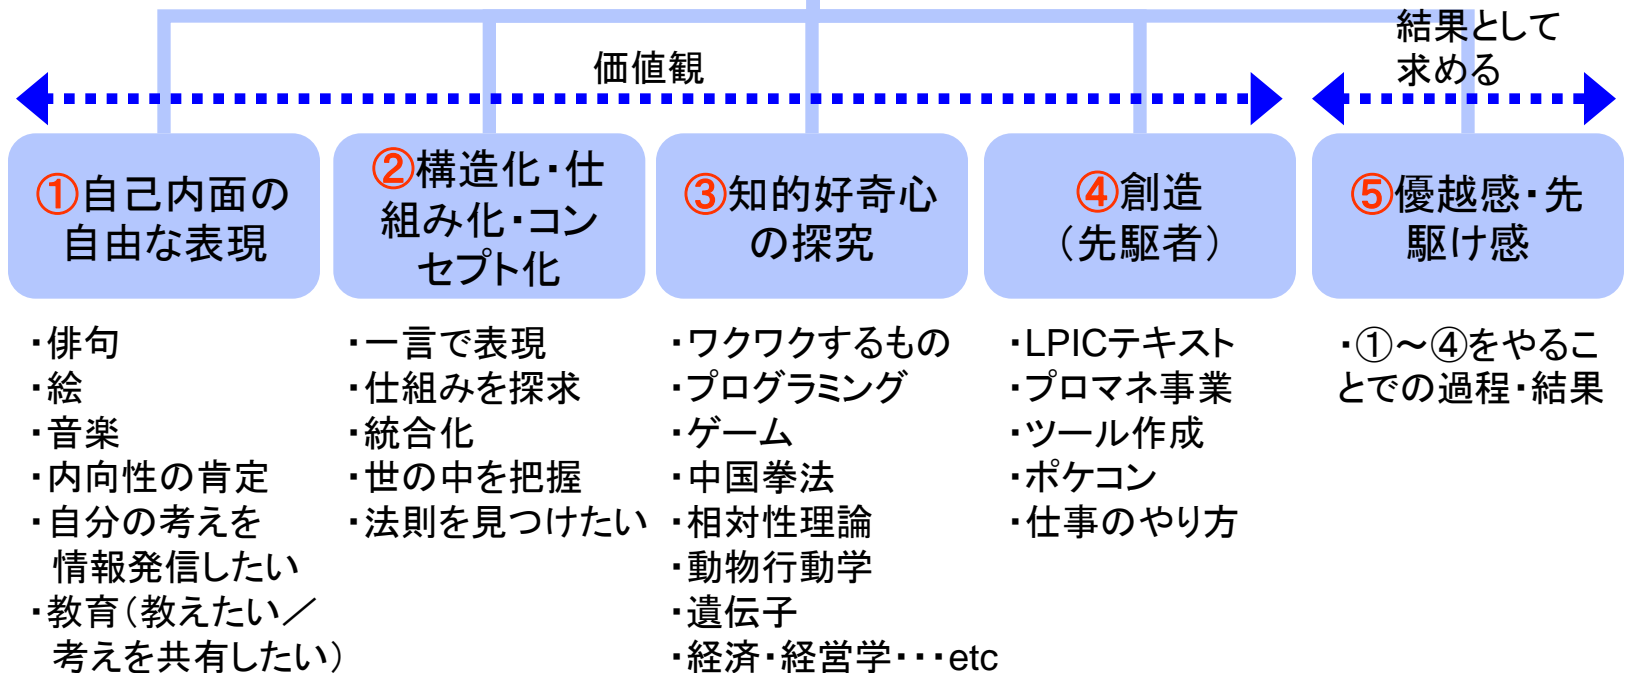 結果として
求める
価値観
①自己内面の
自由な表現
②構造化・仕
組み化・コン
セプト化
③知的好奇心
の探究
④創造
（先駆者）
⑤優越感・先
駆け感
・俳句
・絵
・音楽
・内向性の肯定
・自分の考えを
情報発信したい
・教育（教えたい／
考えを共有したい）
・一言で表現
・仕組みを探求
・統合化
・世の中を把握
・法則を見つけたい
・ワクワクするもの
・プログラミング
・ゲーム
・中国拳法
・相対性理論
・動物行動学
・遺伝子
・経済・経営学・・・etc
・LPICテキスト
・プロマネ事業
・ツール作成
・ポケコン
・仕事のやり方
・①～④をやるこ
とでの過程・結果